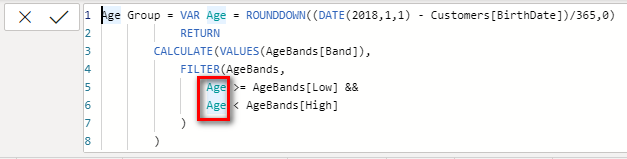 1 Age Group = VAR Age = ROUNDDOWN((DATE(2018,1,1) - Customers[BirthDate])/365,0)
2 RETURN
3 CALCULATE(VALUES(AgeBands[Band]),
4 FILTER(AgeBands,
5 Age >= AgeBands[Low] &&
6 Age < AgeBands[High]
7 )
8 )